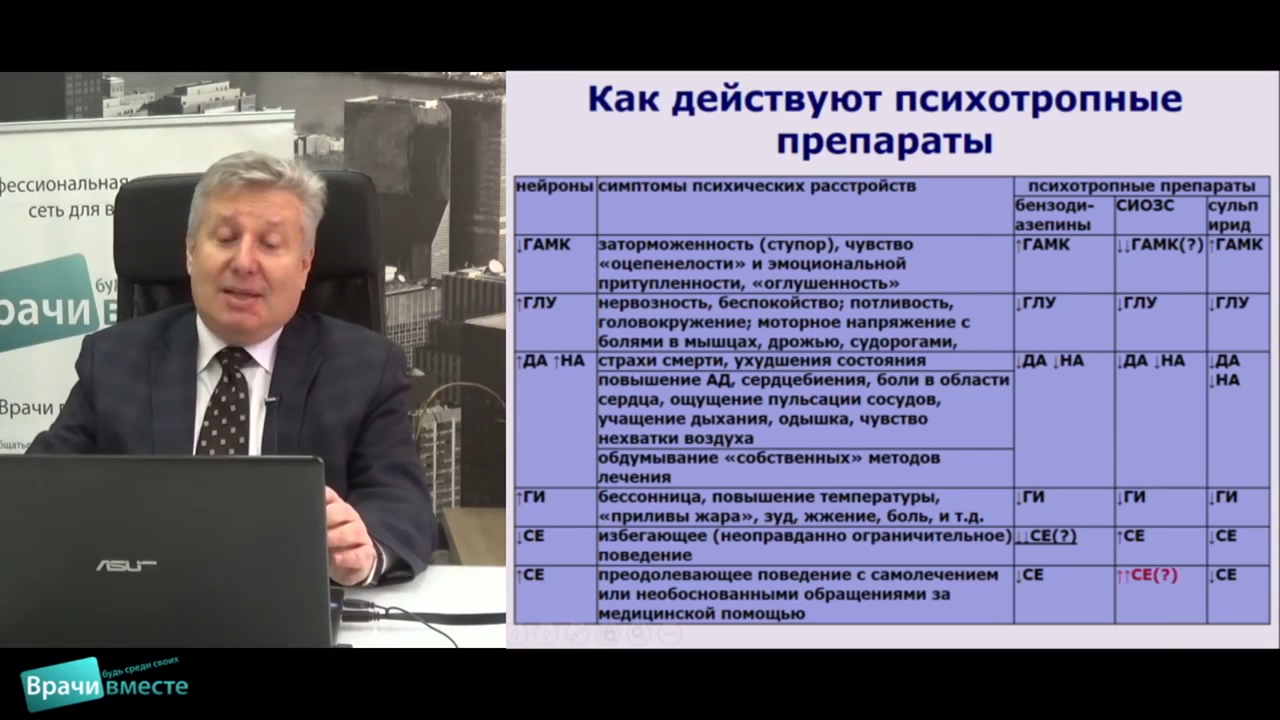 фессиональная
сеть для в
Врачи в
Врачи
ASUS
будь среди своих
Врачи вместе
Как действуют психотропные
препараты
нейроны симптомы психических расстройств психотропные препараты
бензоди-
азепины
СИОЗС
сульп
ирид
↓ГАМК
заторможенность (ступор), чувство
«оцепенелости» и эмоциональной
притупленности, «оглушенность»
↑ГАМК ↓↓ГАМК(?) ↑ГАМК
↑ГЛУ
нервозность, беспокойство; потливость,
головокружение; моторное напряжение с
болями в мышцах, дрожью, судорогами,
↓ГЛУ ↓ГЛУ ↓ГЛУ
↑ДА ↑НА
страхи смерти, ухудшения состояния
повышение АД, сердцебиения, боли в области
сердца, ощущение пульсации сосудов,
учащение дыхания, одышка, чувство
нехватки воздуха
обдумывание «собственных» методов
лечения
↓ДА ↓НА ↓ДА ↓НА ↓ДА
↓НА
↑ГИ
бессонница, повышение температуры,
«приливы жара», зуд, жжение, боль, и т.д.
↓ГИ ↓ГИ ↓ГИ
↓СЕ
избегающее (неоправданно ограничительное)
поведение
↓↓СЕ(?) ↑СЕ ↓СЕ
↑СЕ
преодолевающее поведение с самолечением
или необоснованными обращениями за
медицинской помощью
↓СЕ ↑↑СЕ(?) ↓СЕ